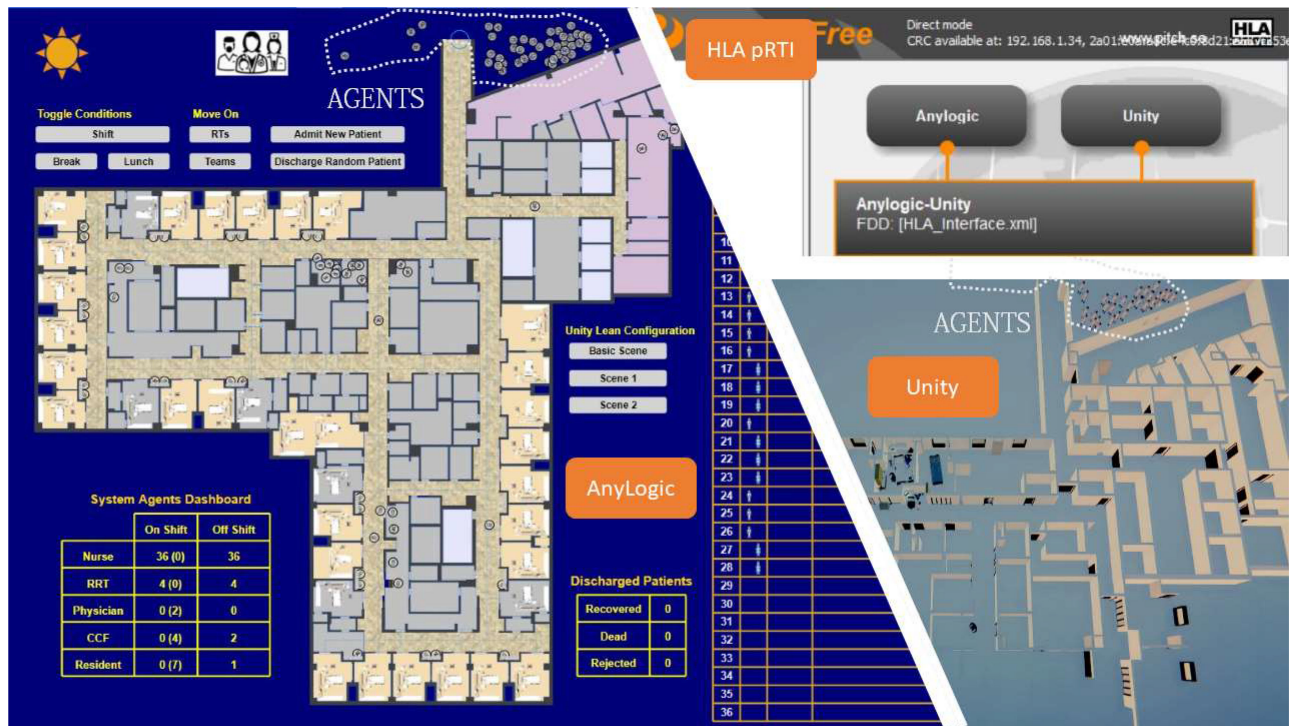 AGENTS
Toggle Conditions
Move On
Shift
RTs
Admit New Patient
Break
Lunch
Teams
Discharge Random Patient
Unity Lean Configuration
Basic Scene
Scene 1
Scene 2
AnyLogic
System Agents Dashboard
On Shift Off Shift
Nurse 36 (0) 36
RRT 4 (0) 4
Physician 0 (2) 0
CCF 0 (4) 2
Resident 0 (7) 1
Discharged Patients
Recovered 0
Dead 0
Rejected 0
10
11
12
13
14
15
16
17
18
19
20
21
22
23
24
25
26
27
28
29
30
31
32
33
34
35
36
HLA pRTI
Free
Direct mode
CRC available at: 192.168.1.34,
www.pitch.se
HLA
Anylogic
Unity
Anylogic-Unity
FDD: [HLA_Interface.xml]
AGENTS
Unity